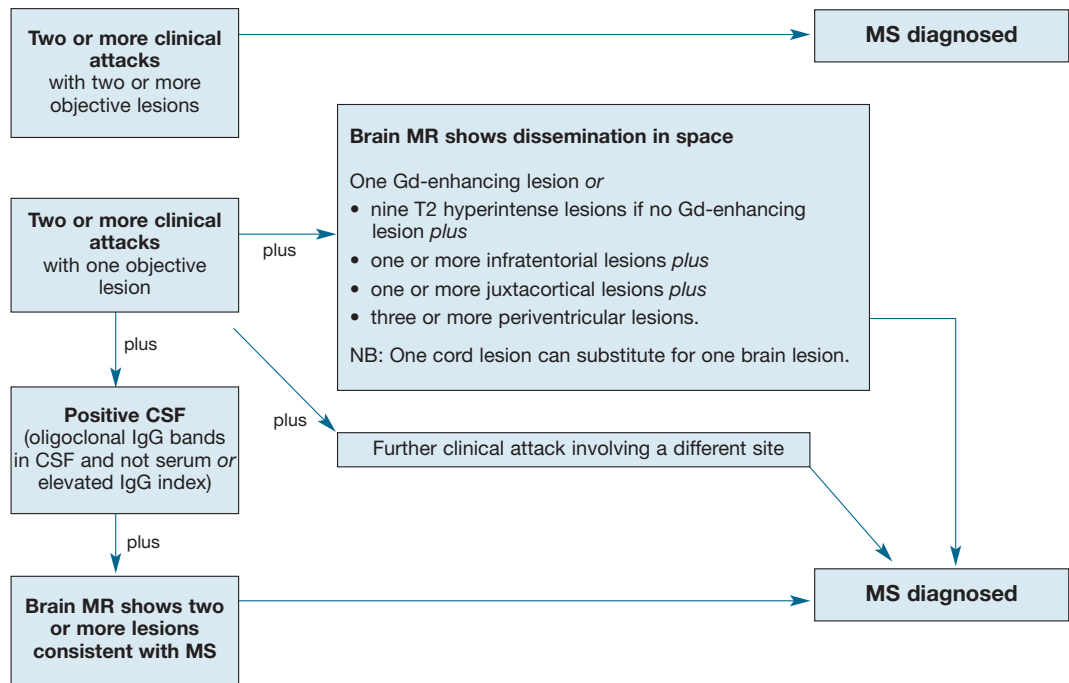 Two or more clinical
attacks
with two or more
objective lesions
MS diagnosed
Brain MR shows dissemination in space
One Gd-enhancing lesion or
• nine T2 hyperintense lesions if no Gd-enhancing
lesion plus
• one or more infratentorial lesions plus
• one or more juxtacortical lesions plus
• three or more periventricular lesions.
NB: One cord lesion can substitute for one brain lesion.
Two or more clinical
attacks
with one objective
lesion
plus
plus
plus
Positive CSF
(oligoclonal IgG bands
in CSF and not serum or
elevated IgG index)
Further clinical attack involving a different site
plus
Brain MR shows two
or more lesions
consistent with MS
MS diagnosed